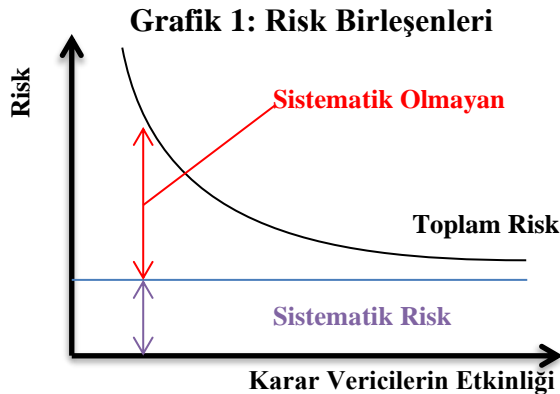 Grafik 1: Risk Birleşenleri
Risk
Sistematik Olmayan
Toplam Risk
Sistematik Risk
Karar Vericilerin Etkinliği